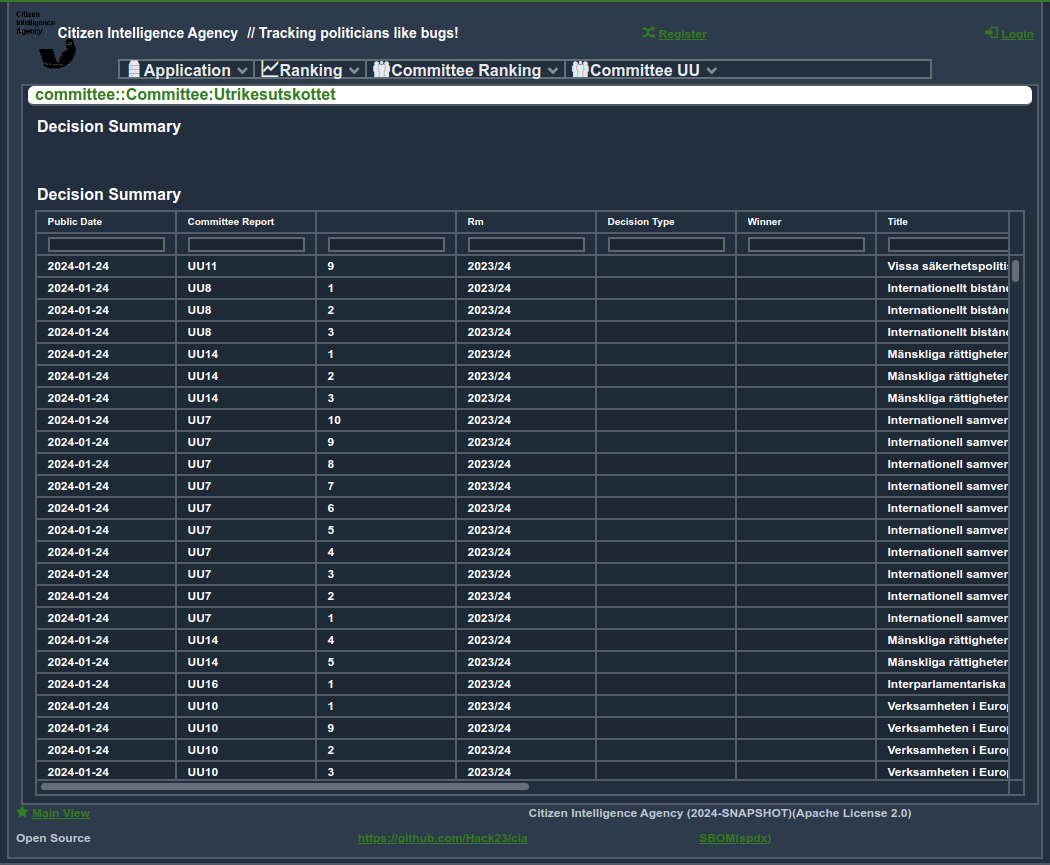 Citizen
Intelligence
Agency
Citizen Intelligence Agency // Tracking politicians like bugs!
Register
Login
Application
Ranking
Committee Ranking
Committee UU
committee::Committee:Utrikesutskottet
Decision Summary
Decision Summary
Public Date Committee Report Rm Decision Type Winner Title
2024-01-24 UU11 9 2023/24 Vissa säkerhetspoliti
2024-01-24 UU8 1 2023/24 Internationellt bistånd
2024-01-24 UU8 2 2023/24 Internationellt bistånd
2024-01-24 UU8 3 2023/24 Internationellt bistånd
2024-01-24 UU14 1 2023/24 Mänskliga rättigheter
2024-01-24 UU14 2 2023/24 Mänskliga rättigheter
2024-01-24 UU14 3 2023/24 Mänskliga rättigheter
2024-01-24 UU7 10 2023/24 Internationell samver
2024-01-24 UU7 9 2023/24 Internationell samver
2024-01-24 UU7 8 2023/24 Internationell samver
2024-01-24 UU7 7 2023/24 Internationell samver
2024-01-24 UU7 6 2023/24 Internationell samver
2024-01-24 UU7 5 2023/24 Internationell samver
2024-01-24 UU7 4 2023/24 Internationell samver
2024-01-24 UU7 3 2023/24 Internationell samver
2024-01-24 UU7 2 2023/24 Internationell samver
2024-01-24 UU7 1 2023/24 Internationell samver
2024-01-24 UU14 4 2023/24 Mänskliga rättigheter
2024-01-24 UU14 5 2023/24 Mänskliga rättigheter
2024-01-24 UU16 1 2023/24 Interparlamentariska
2024-01-24 UU10 1 2023/24 Verksamheten i Europ
2024-01-24 UU10 9 2023/24 Verksamheten i Europ
2024-01-24 UU10 2 2023/24 Verksamheten i Europ
2024-01-24 UU10 3 2023/24 Verksamheten i Europ
Main View
Citizen Intelligence Agency (2024-SNAPSHOT)(Apache License 2.0)
Open Source
https://github.com/Hack23/cia
SBOM(spdx)